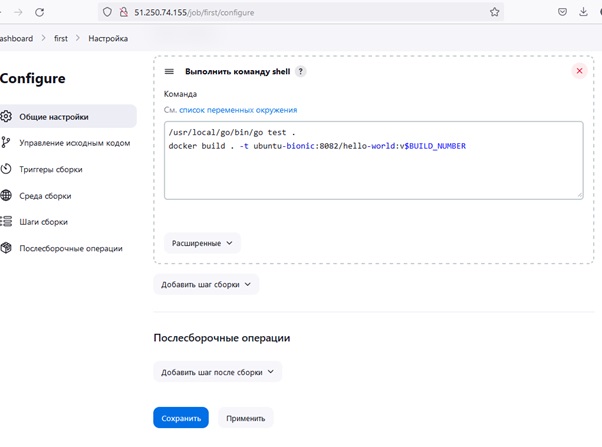 51.250.74.155/job/first/configure
ashboard > first > Настройка
Configure
Общие настройки
Управление исходным кодом
Триггеры сборки
Среда сборки
Шаги сборки
Послесборочные операции
Выполнить команду shell ?
Команда
См. список переменных окружения
/usr/local/go/bin/go test .
docker build . -t ubuntu-bionic:8082/hello-world:v$BUILD_NUMBER
Расширенные
Добавить шаг сборки
Послесборочные операции
Добавить шаг после сборки
Сохранить Применить